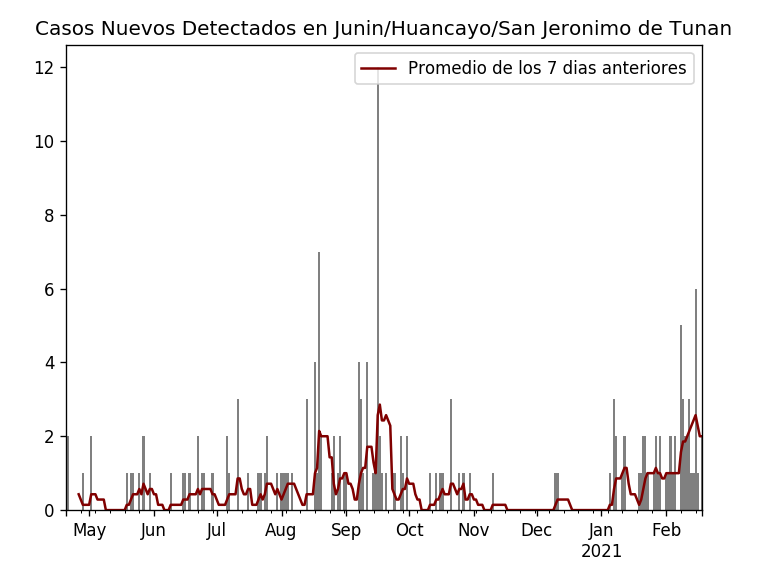 Casos Nuevos Detectados en Junin/Huancayo/San Jeronimo de Tunan
Promedio de los 7 dias anteriores
12
10
8
6
4
2
0
May Jun Jul Aug Sep Oct Nov Dec Jan Feb
2021